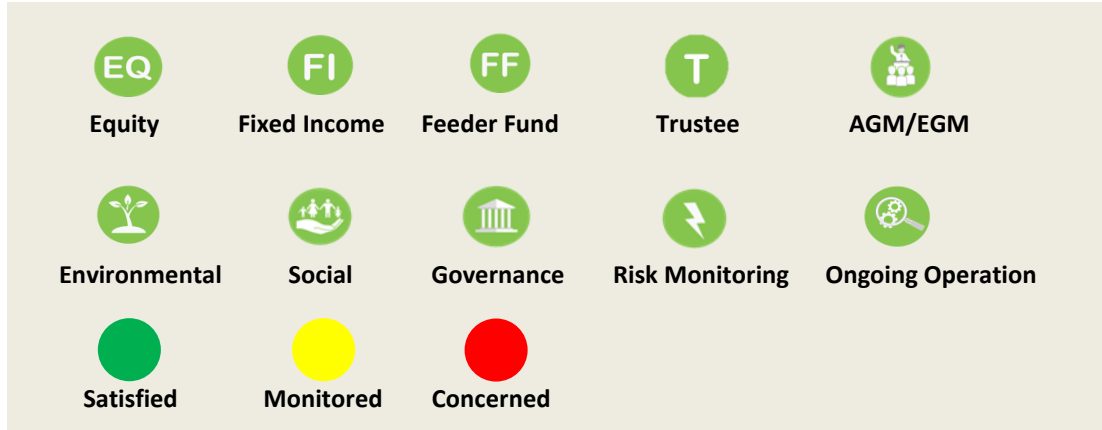 EQ FI FF T
Equity Fixed Income Feeder Fund Trustee AGM/EGM
Environmental Social Governance Risk Monitoring Ongoing Operation
Satisfied Monitored Concerned